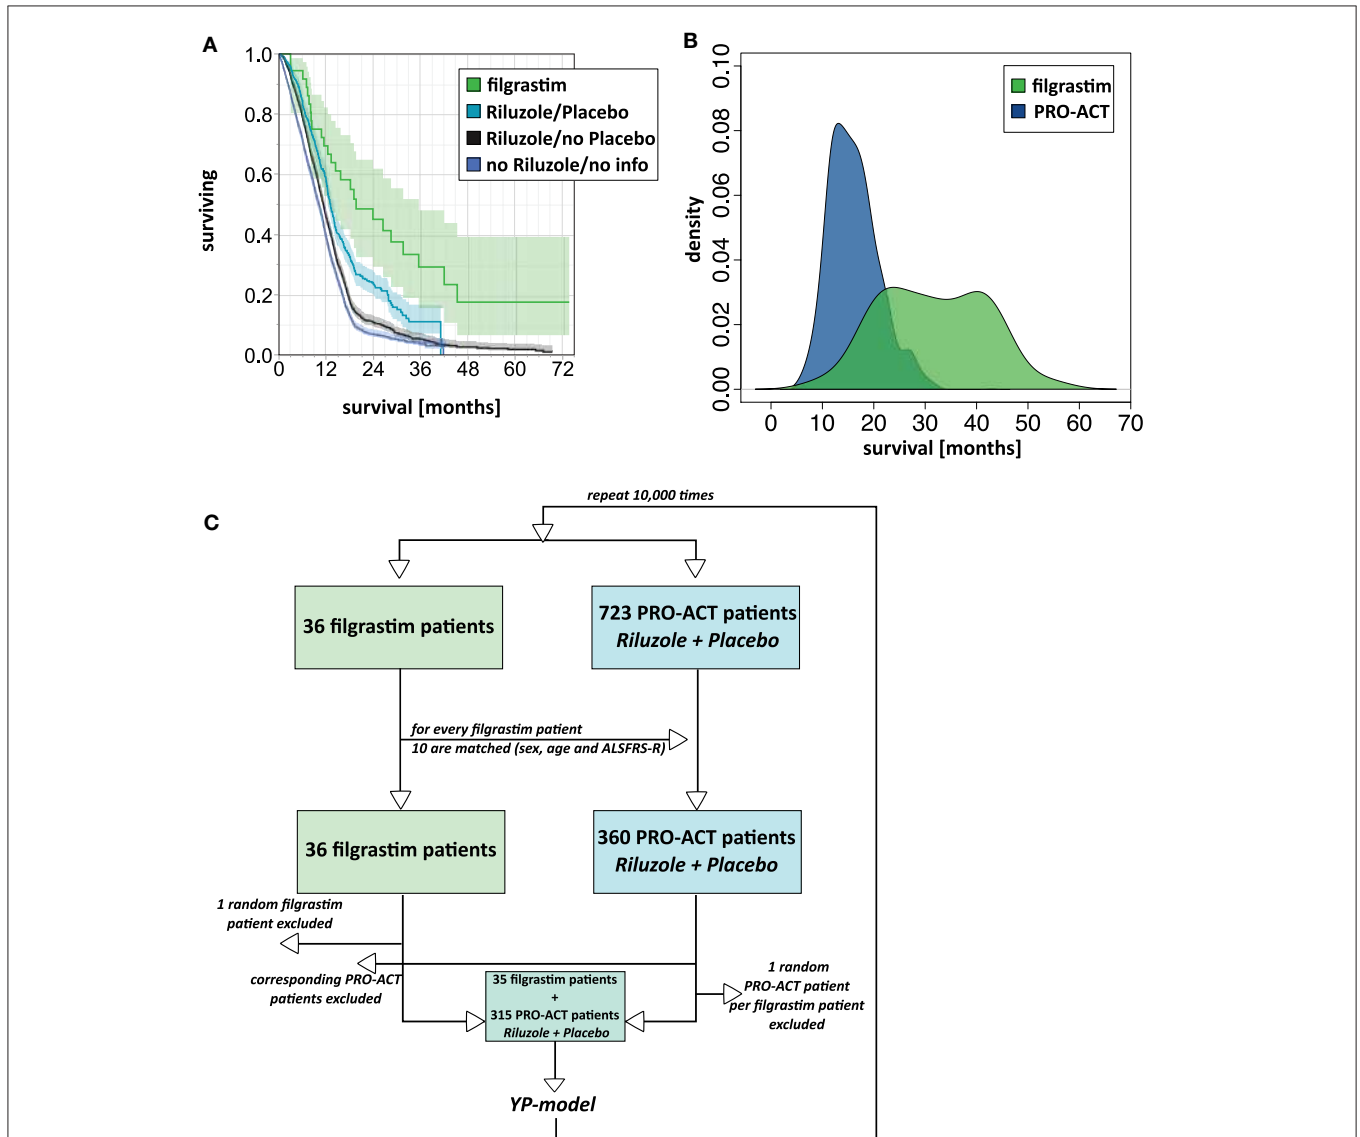 A
1.0
0.8
0.6
0.4
0.2
0.0
surviving
0 12 24 36 48 60 72
survival [months]
filgrastim
Riluzole/Placebo
Riluzole/no Placebo
no Riluzole/no info
B
0.10
0.08
0.06
0.04
0.02
0.00
density
0 10 20 30 40 50 60 70
survival [months]
filgrastim
PRO-ACT
C
repeat 10,000 times
36 filgrastim patients
723 PRO-ACT patients
Riluzole + Placebo
for every filgrastim patient
10 are matched (sex, age and ALSFRS-R)
36 filgrastim patients
360 PRO-ACT patients
Riluzole + Placebo
1 random filgrastim
patient excluded
corresponding PRO-ACT
patients excluded
35 filgrastim patients
+
315 PRO-ACT patients
Riluzole + Placebo
1 random
PRO-ACT patient
per filgrastim patient
excluded
YP-model